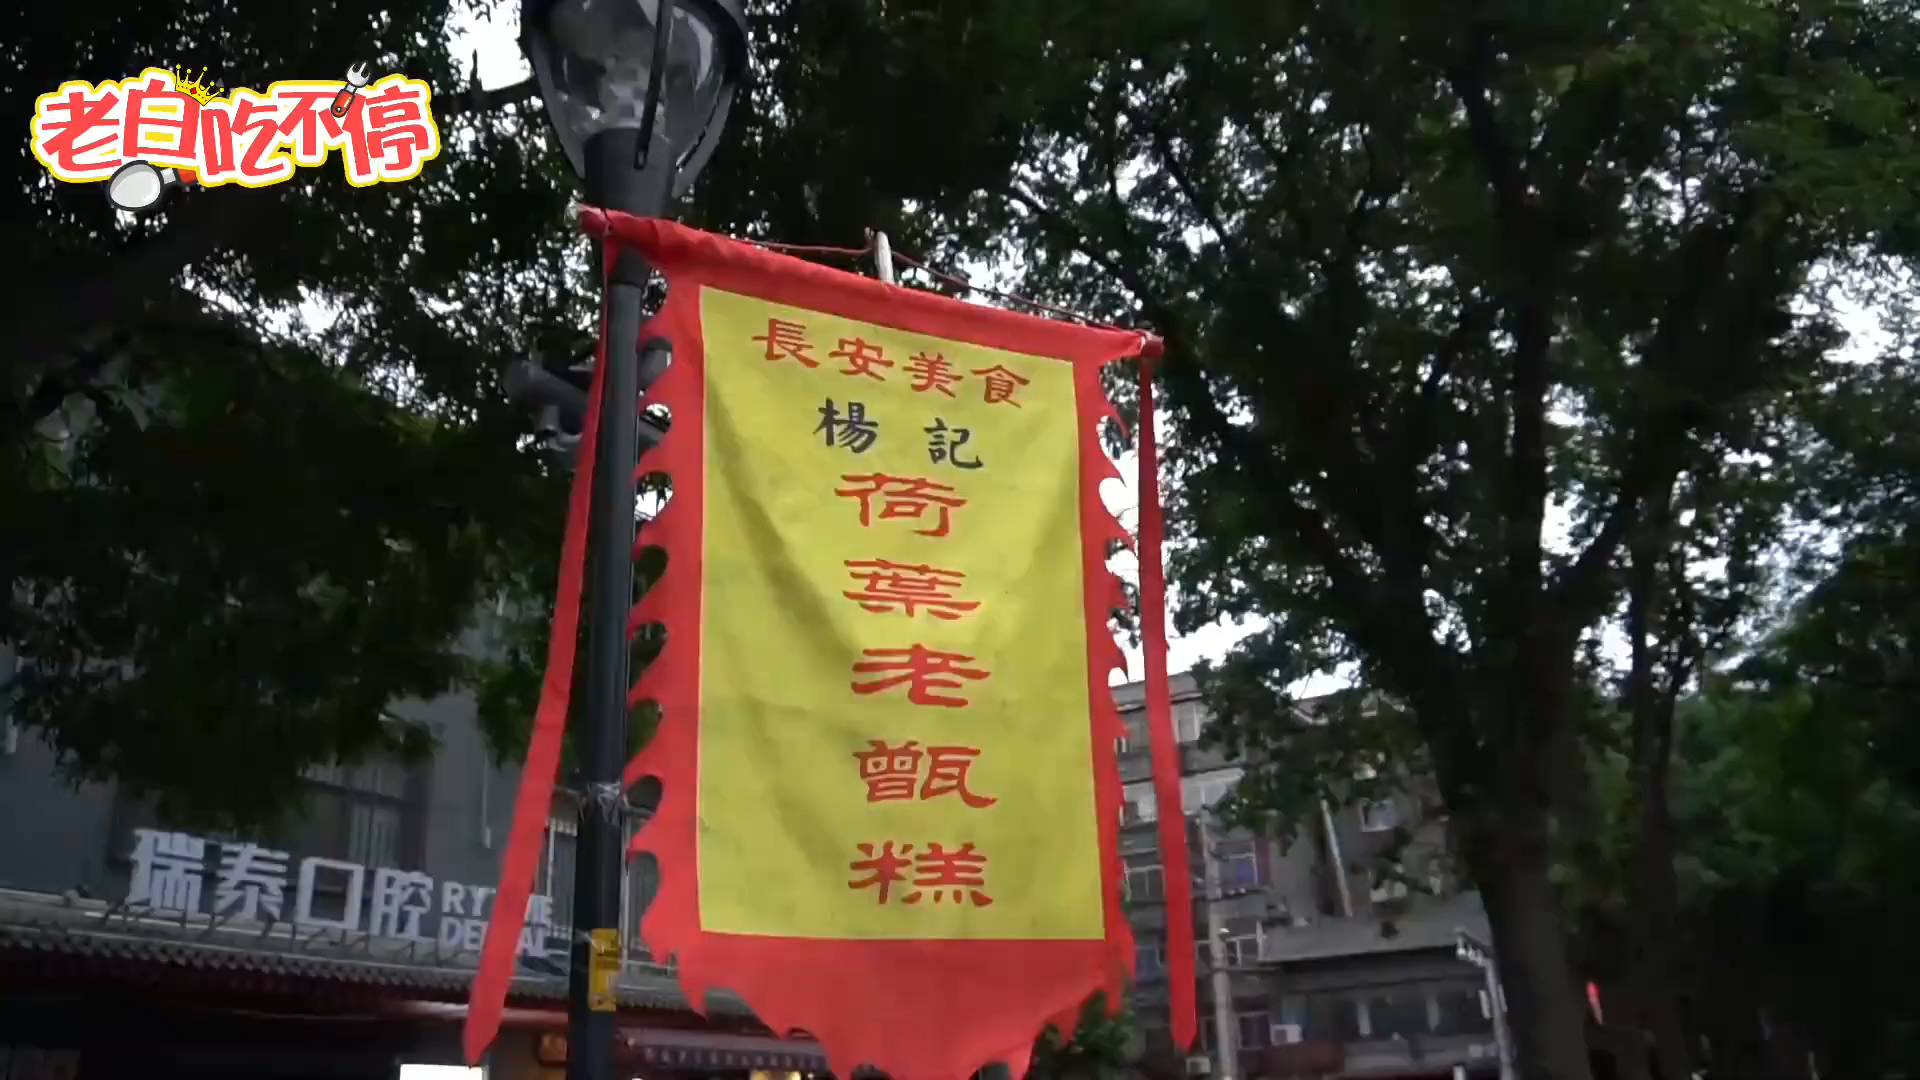 老白吃不停
長安美食
楊記
荷葉老甑糕
瑞泰口腔